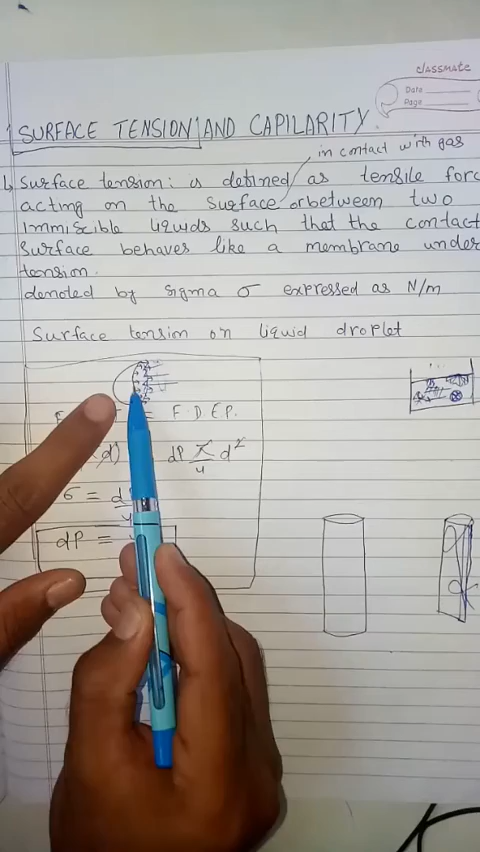 classmate
Date
Page
SURFACE TENSION AND CAPILARITY.
in contact with gas
Surface tension: is defined as tensile forc
acting on the surface or between two
immiscible liquids such that the contact
surface behaves like a membrane under
tension.
denoted by sigma σ expressed as N/m
Surface tension on liquid droplet
= F.D.E.P.
d) dP π/4 d²
σ = d
dP =